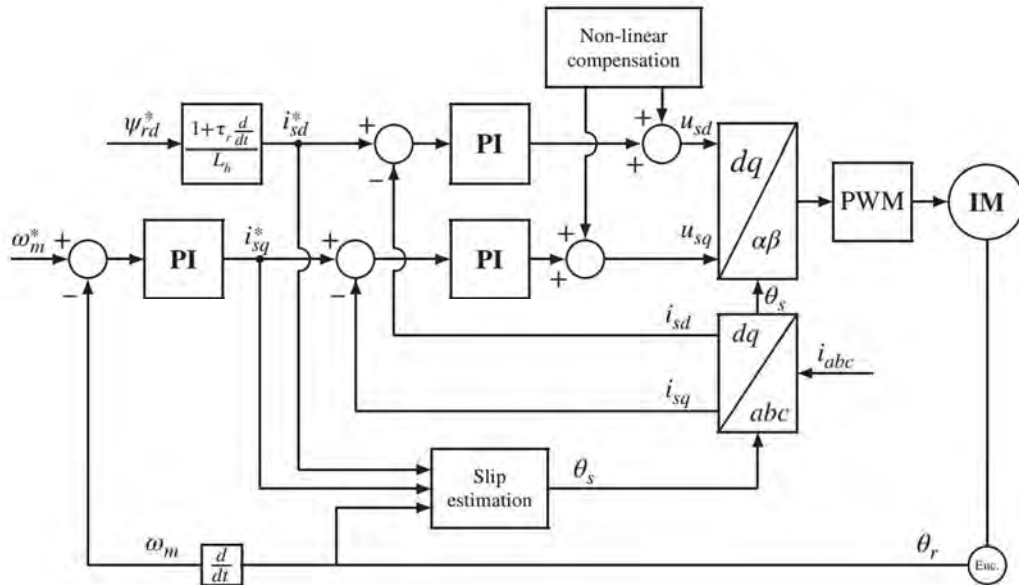 Non-linear
compensation
ψ*rd
1+τr d/dt
Lh
i*sd
+
−
PI
+
+
usd
dq
αβ
PWM
IM
ω*m
+
−
PI
i*sq
+
−
PI
+
+
usq
θs
isd
dq
abc
iabc
isq
Slip
estimation
θs
ωm
d/dt
θr
Enc.